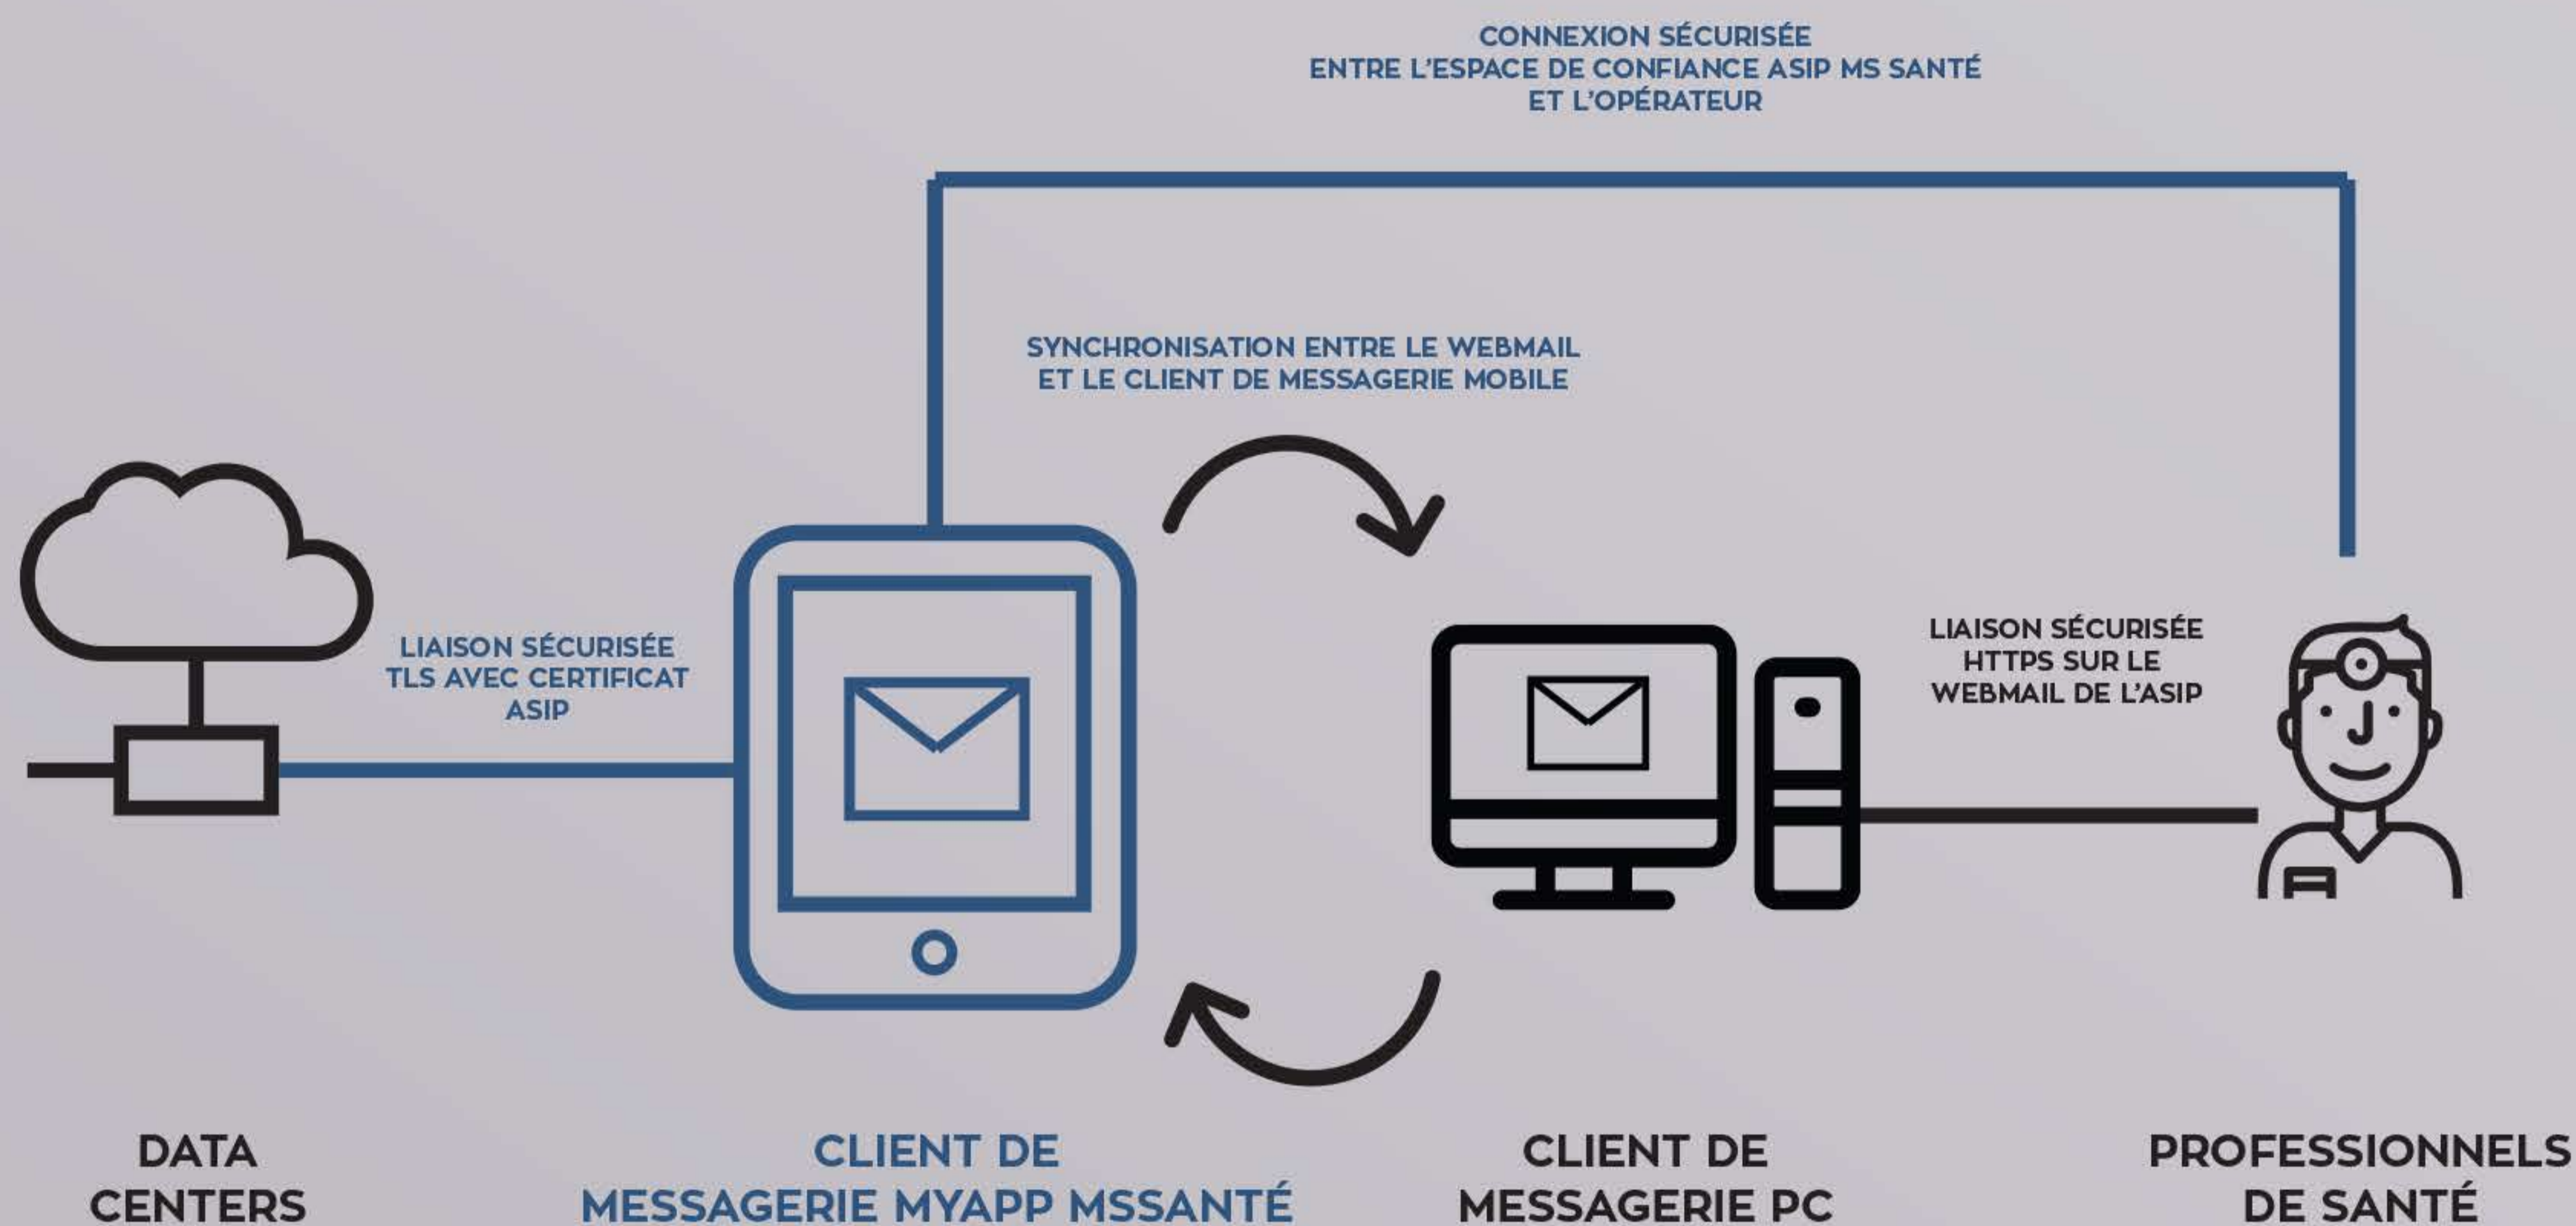 CONNEXION SÉCURISÉE
ENTRE L'ESPACE DE CONFIANCE ASIP MS SANTÉ
ET L'OPÉRATEUR
SYNCHRONISATION ENTRE LE WEBMAIL
ET LE CLIENT DE MESSAGERIE MOBILE
LIAISON SÉCURISÉE
TLS AVEC CERTIFICAT
ASIP
LIAISON SÉCURISÉE
HTTPS SUR LE
WEBMAIL DE L'ASIP
DATA
CENTERS
CLIENT DE
MESSAGERIE MYAPP MSSANTÉ
CLIENT DE
MESSAGERIE PC
PROFESSIONNELS
DE SANTÉ